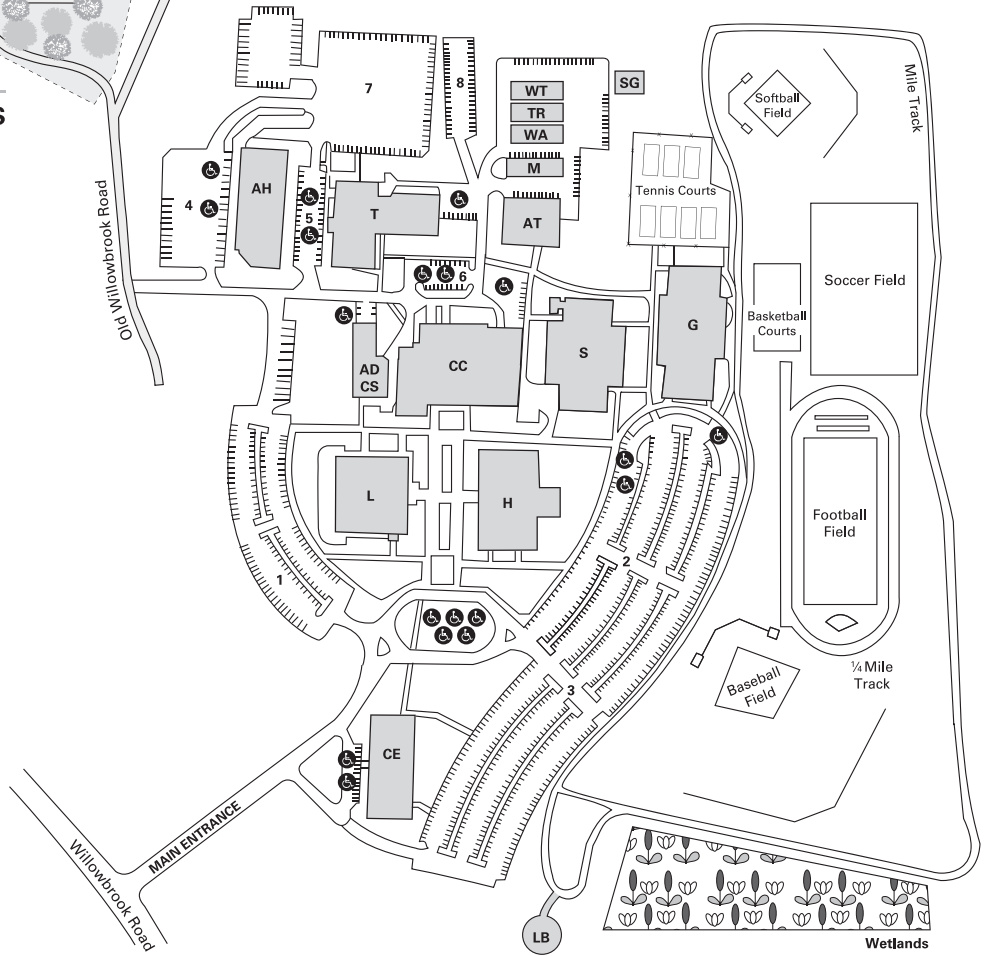 S
7
8
WT
TR
WA
M
SG
Softball
Field
Mile Track
Old Willowbrook Road
4
AH
5
T
AT
Tennis Courts
6
Soccer Field
Basketball
Courts
AD
CS
CC
S
G
L
H
Football
Field
1
2
3
Baseball
Field
¼ Mile
Track
CE
MAIN ENTRANCE
Willowbrook Road
LB
Wetlands